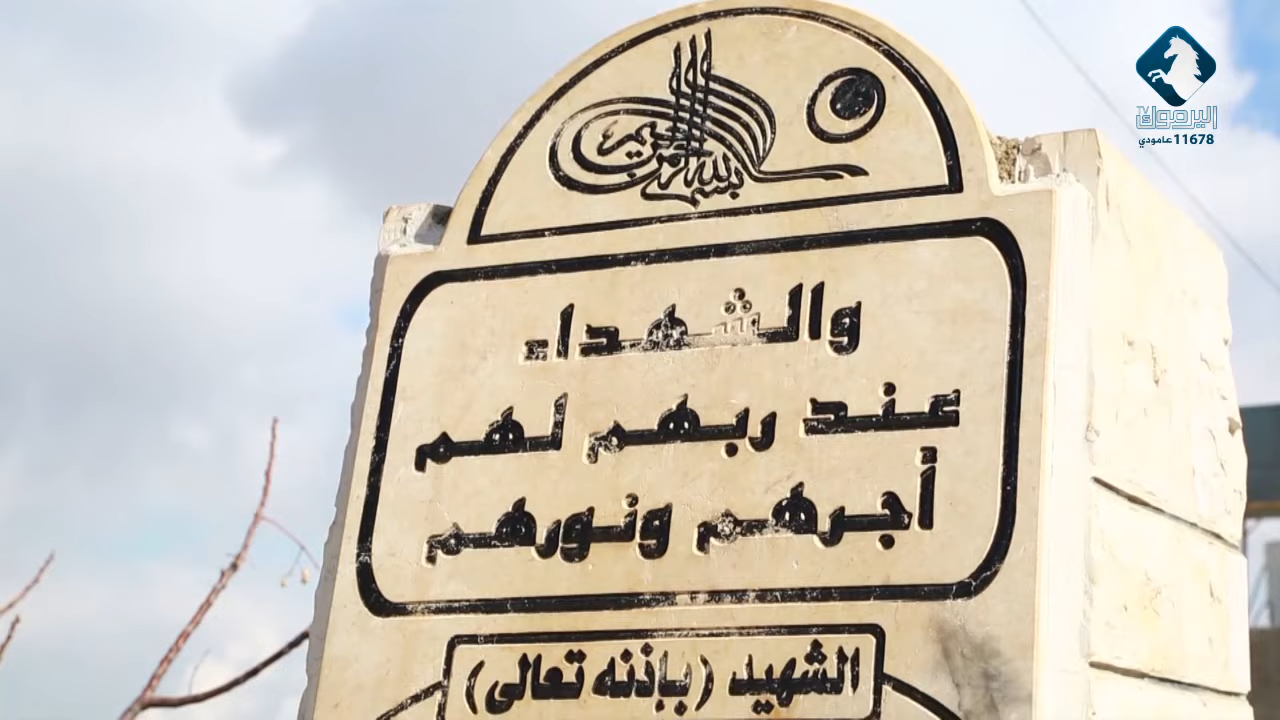 بسم الله الرحمن الرحيم
والشهداء
عند ربهم لهم
أجرهم ونورهم
الشهيد (بإذنه تعالى)
اليرموك
11678 عامودي